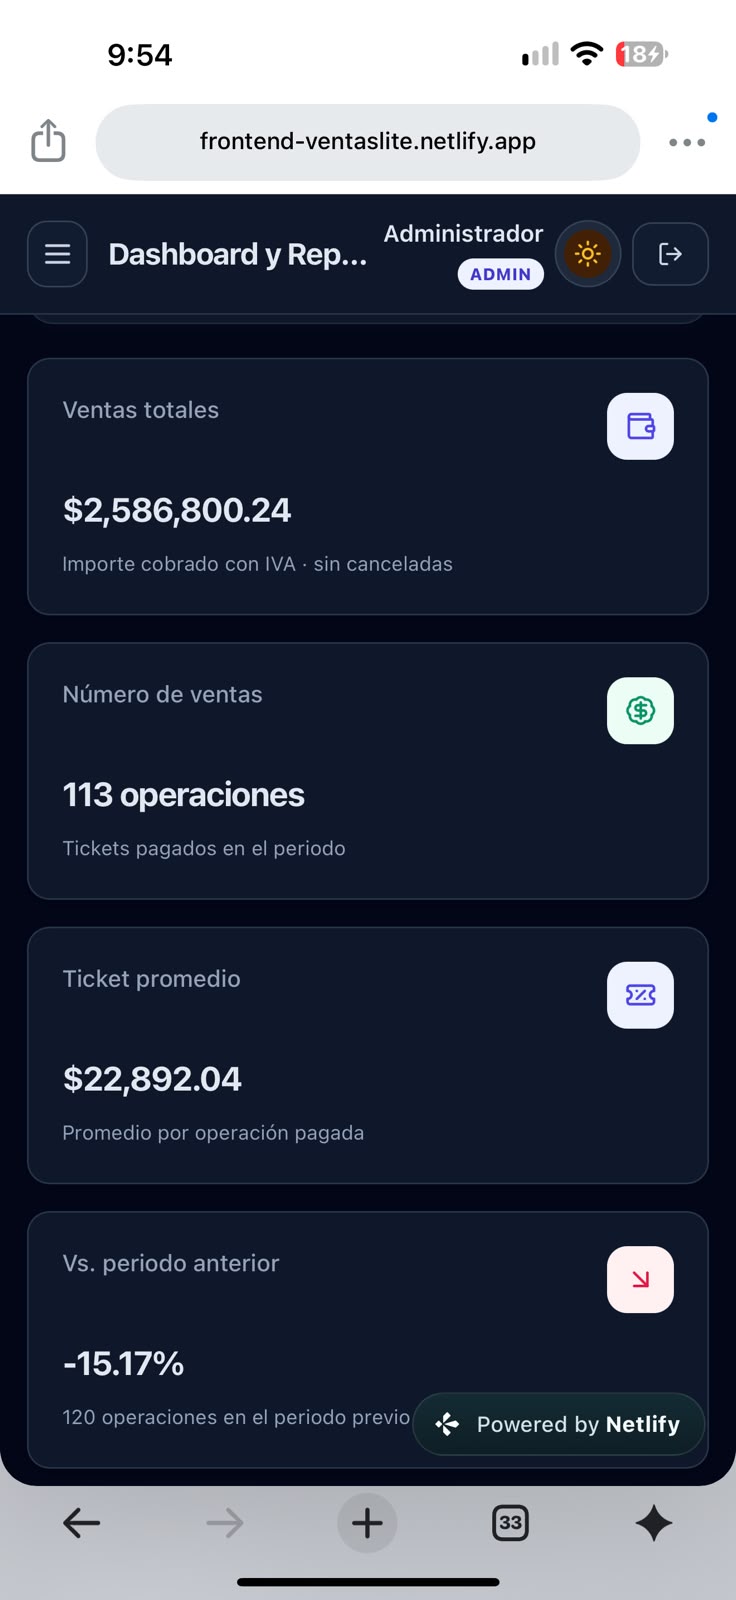 9:54
18
frontend-ventaslite.netlify.app
Dashboard y Rep...
Administrador
ADMIN
Ventas totales
$2,586,800.24
Importe cobrado con IVA · sin canceladas
Número de ventas
113 operaciones
Tickets pagados en el periodo
Ticket promedio
$22,892.04
Promedio por operación pagada
Vs. periodo anterior
-15.17%
120 operaciones en el periodo previo
Powered by Netlify
33